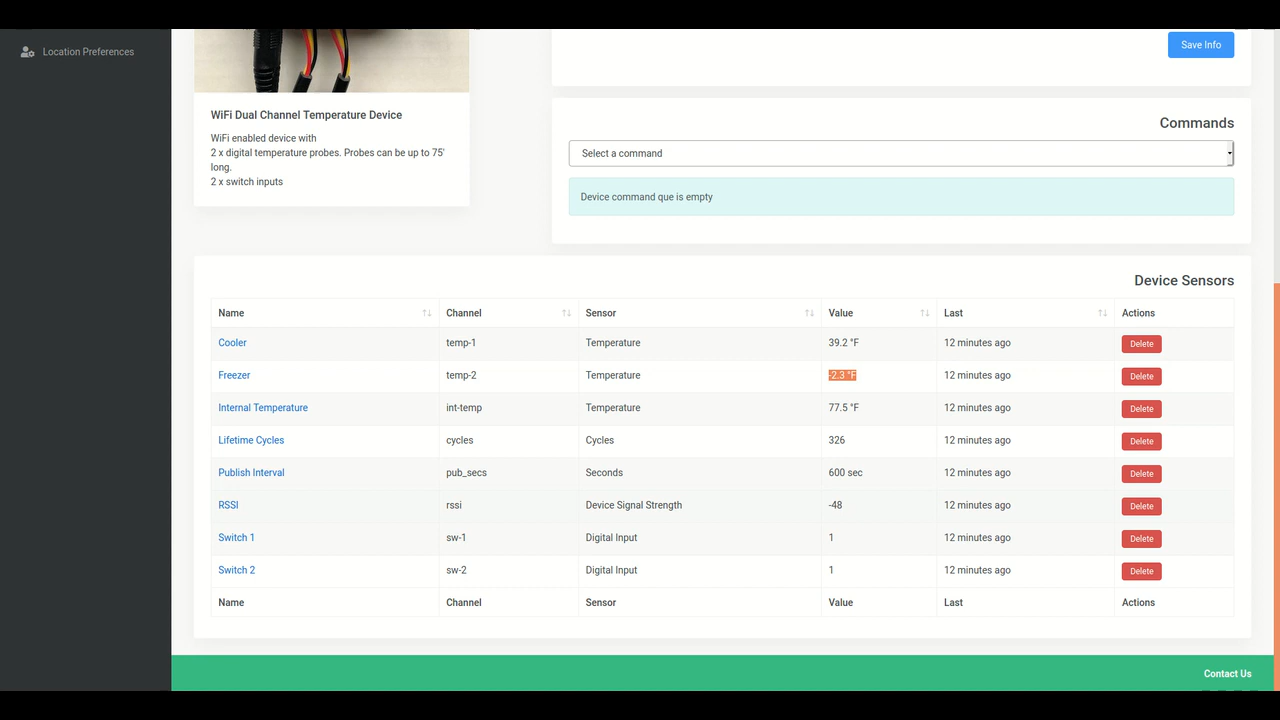 Location Preferences
Save Info
WiFi Dual Channel Temperature Device
WiFi enabled device with
2 x digital temperature probes. Probes can be up to 75'
long.
2 x switch inputs
Commands
Select a command
Device command que is empty
Device Sensors
Name Channel Sensor Value Last Actions
Cooler temp-1 Temperature 39.2 °F 12 minutes ago Delete
Freezer temp-2 Temperature -2.3 °F 12 minutes ago Delete
Internal Temperature int-temp Temperature 77.5 °F 12 minutes ago Delete
Lifetime Cycles cycles Cycles 326 12 minutes ago Delete
Publish Interval pub_secs Seconds 600 sec 12 minutes ago Delete
RSSI rssi Device Signal Strength -48 12 minutes ago Delete
Switch 1 sw-1 Digital Input 1 12 minutes ago Delete
Switch 2 sw-2 Digital Input 1 12 minutes ago Delete
Name Channel Sensor Value Last Actions
Contact Us